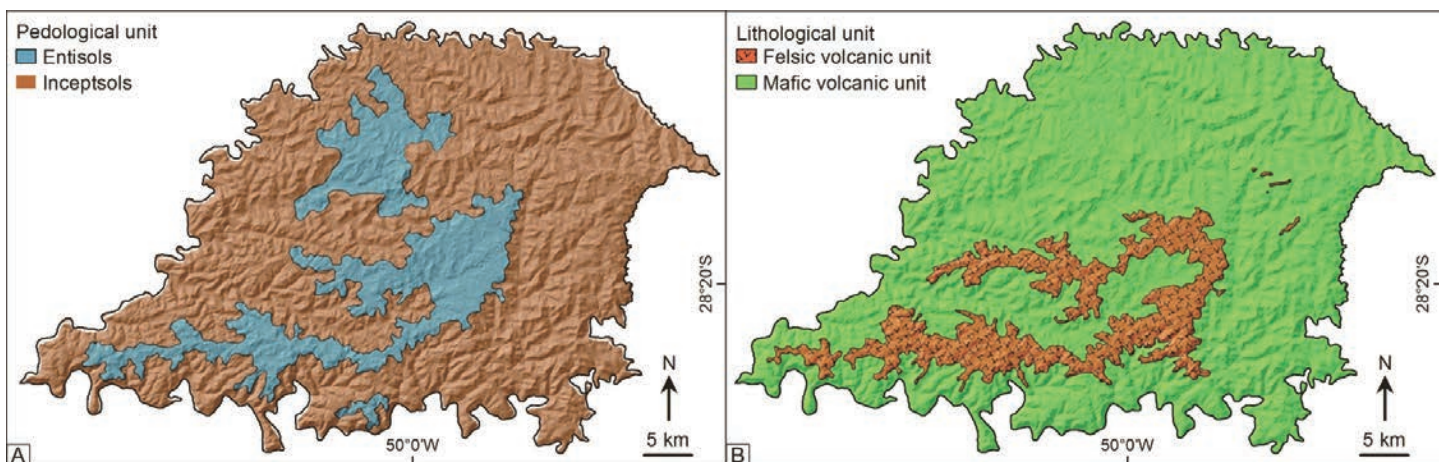 Pedological unit
Entisols
Inceptsols
N
5 km
A
50°0'W
Lithological unit
Felsic volcanic unit
Mafic volcanic unit
28°20'S
N
5 km
B
50°0'W
28°20'S